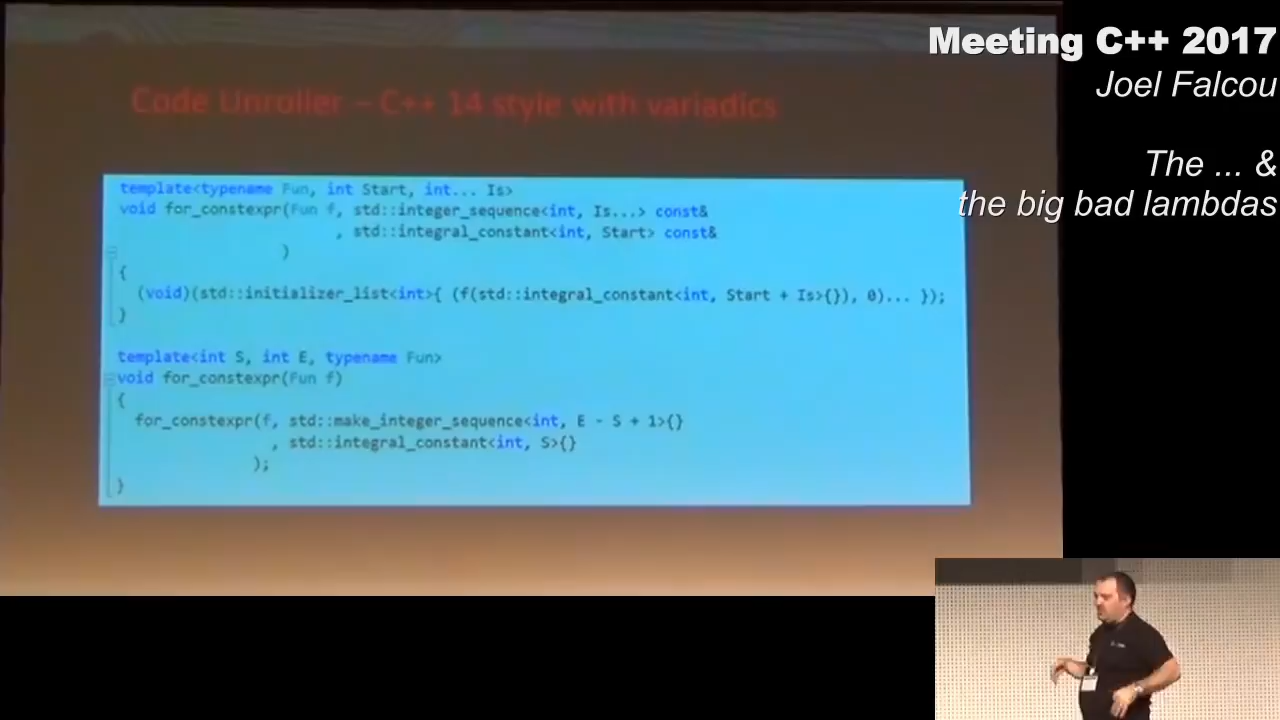 Code Unroller – C++ 14 style with variadics
template<typename Fun, int Start, int... Is>
void for_constexpr(Fun f, std::integer_sequence<int, Is...> const&
, std::integral_constant<int, Start> const&
)
{
(void)(std::initializer_list<int>{ (f(std::integral_constant<int, Start + Is>{}), 0)... });
}
template<int S, int E, typename Fun>
void for_constexpr(Fun f)
{
for_constexpr(f, std::make_integer_sequence<int, E - S + 1>{}
, std::integral_constant<int, S>{}
);
}
Meeting C++ 2017
Joel Falcou
The ... &
the big bad lambdas